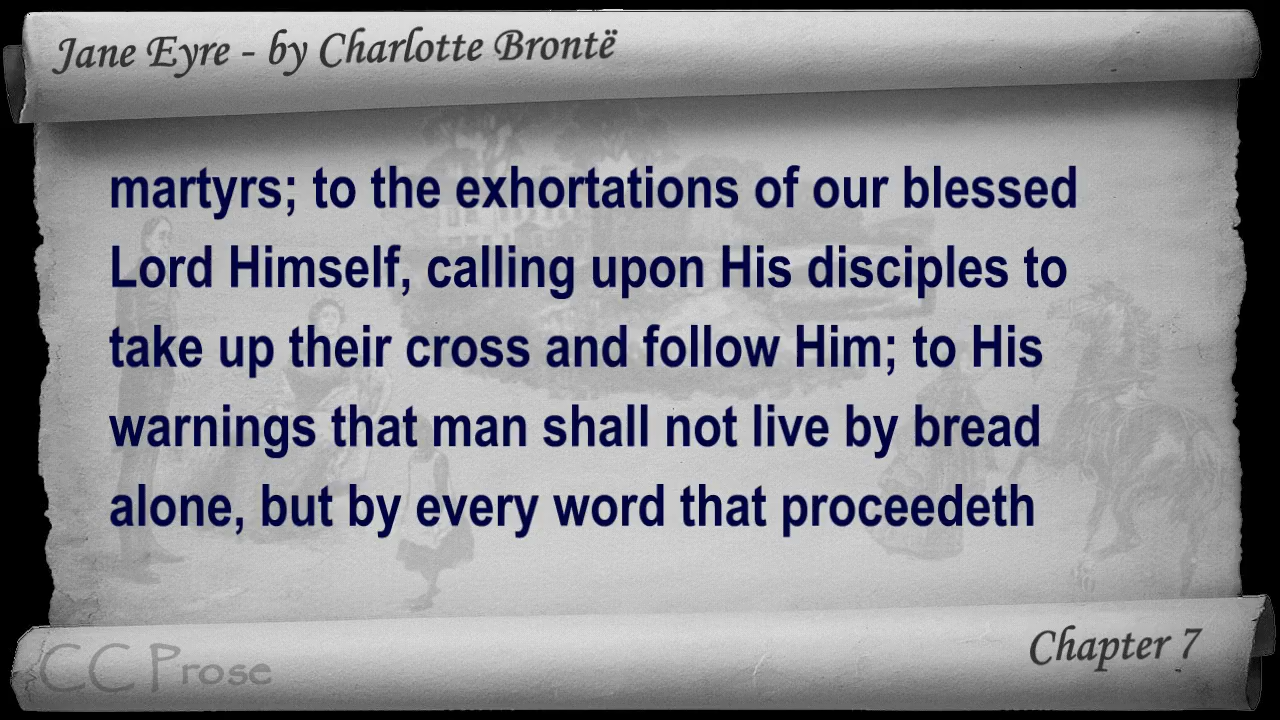 Jane Eyre - by Charlotte Brontë
martyrs; to the exhortations of our blessed
Lord Himself, calling upon His disciples to
take up their cross and follow Him; to His
warnings that man shall not live by bread
alone, but by every word that proceedeth
Chapter 7
CC Prose